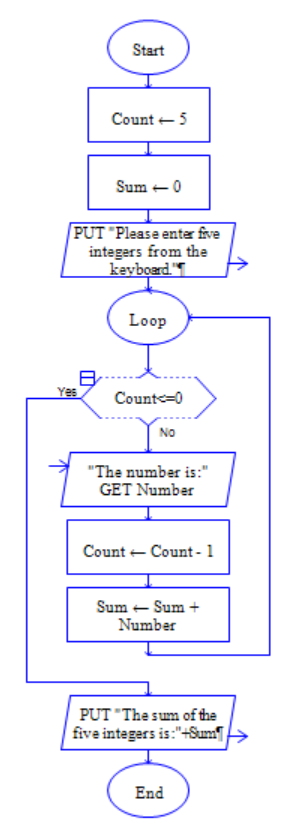 Start
Count ← 5
Sum ← 0
PUT "Please enter five
integers from the
keyboard."¶
Loop
Count<=0
Yes
No
"The number is:"
GET Number
Count ← Count - 1
Sum ← Sum +
Number
PUT "The sum of the
five integers is:"+Sum¶
End